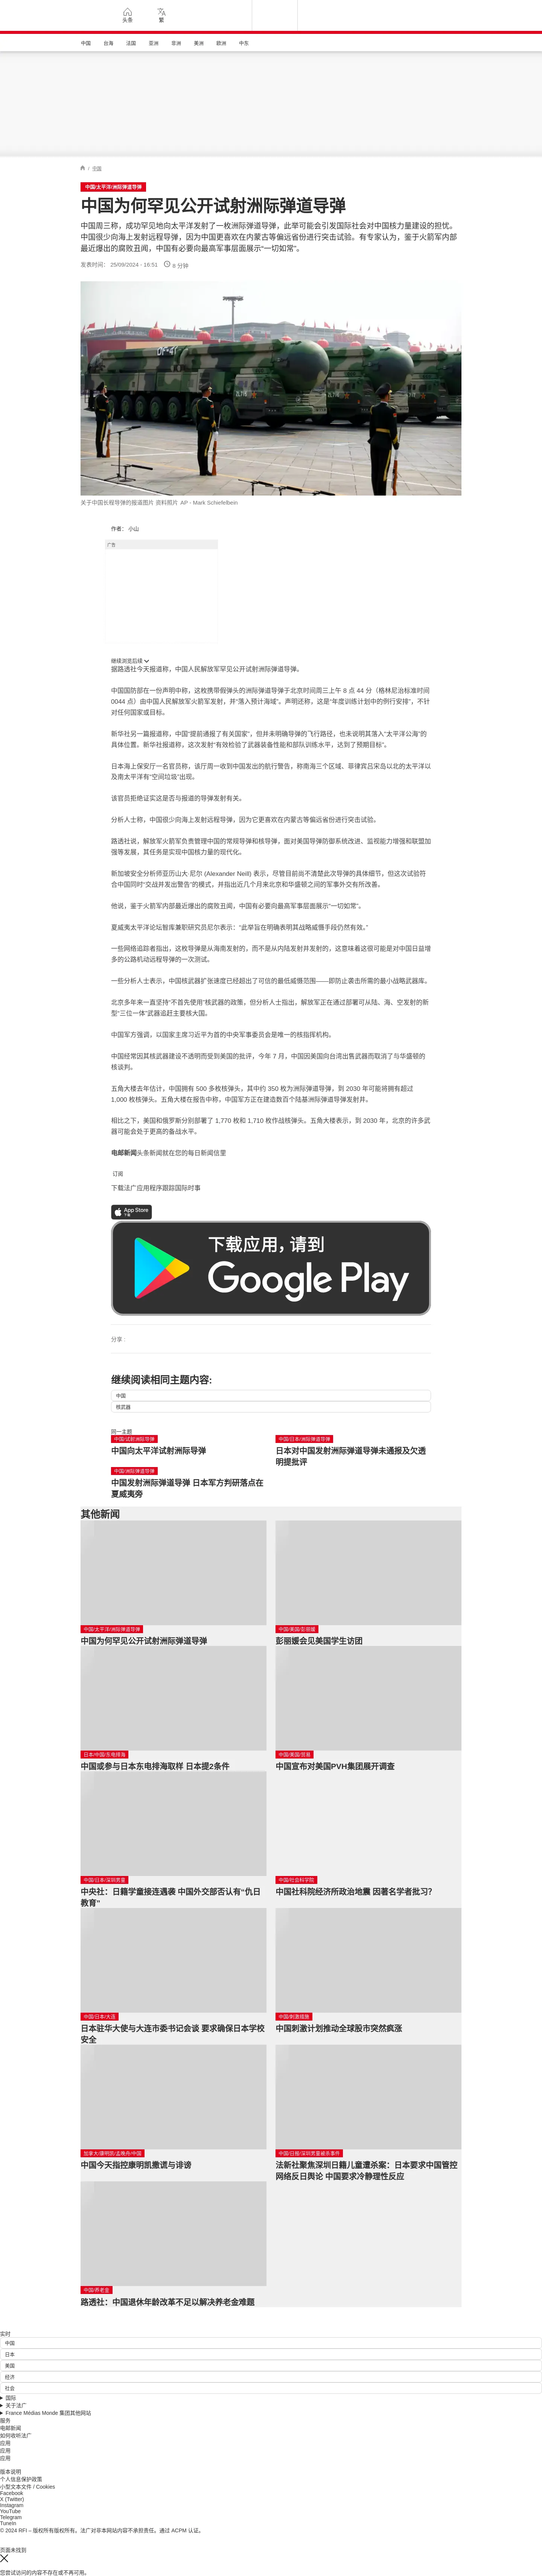 头条
繁
中国
台海
法国
亚洲
非洲
美洲
欧洲
中东
/ 中国
中国/太平洋/洲际弹道导弹
中国为何罕见公开试射洲际弹道导弹
中国周三称，成功罕见地向太平洋发射了一枚洲际弹道导弹，此举可能会引发国际社会对中国核力量建设的担忧。
中国很少向海上发射远程导弹，因为中国更喜欢在内蒙古等偏远省份进行突击试验。有专家认为，鉴于火箭军内部
最近爆出的腐败丑闻，中国有必要向最高军事层面展示“一切如常”。
发表时间： 25/09/2024 - 16:51 8 分钟
关于中国长程导弹的报道图片 资料照片 AP - Mark Schiefelbein
作者： 小山
广告
继续浏览后续
据路透社今天报道称，中国人民解放军罕见公开试射洲际弹道导弹。
中国国防部在一份声明中称，这枚携带假弹头的洲际弹道导弹于北京时间周三上午 8 点 44 分（格林尼治标准时间
0044 点）由中国人民解放军火箭军发射，并“落入预计海域”。声明还称，这是“年度训练计划中的例行安排”，不针
对任何国家或目标。
新华社另一篇报道称，中国“提前通报了有关国家”，但并未明确导弹的飞行路径，也未说明其落入“太平洋公海”的
具体位置。新华社报道称，这次发射“有效检验了武器装备性能和部队训练水平，达到了预期目标”。
日本海上保安厅一名官员称，该厅周一收到中国发出的航行警告，称南海三个区域、菲律宾吕宋岛以北的太平洋以
及南太平洋有“空间垃圾”出现。
该官员拒绝证实这是否与报道的导弹发射有关。
分析人士称，中国很少向海上发射远程导弹，因为它更喜欢在内蒙古等偏远省份进行突击试验。
路透社说，解放军火箭军负责管理中国的常规导弹和核导弹，面对美国导弹防御系统改进、监视能力增强和联盟加
强等发展，其任务是实现中国核力量的现代化。
新加坡安全分析师亚历山大·尼尔 (Alexander Neill) 表示，尽管目前尚不清楚此次导弹的具体细节，但这次试验符
合中国同时“交战并发出警告”的模式，并指出近几个月来北京和华盛顿之间的军事外交有所改善。
他说，鉴于火箭军内部最近爆出的腐败丑闻，中国有必要向最高军事层面展示“一切如常”。
夏威夷太平洋论坛智库兼职研究员尼尔表示：“此举旨在明确表明其战略威慑手段仍然有效。”
一些网络追踪者指出，这枚导弹是从海南发射的，而不是从内陆发射井发射的，这意味着这很可能是对中国日益增
多的公路机动远程导弹的一次测试。
一些分析人士表示，中国核武器扩张速度已经超出了可信的最低威慑范围——即防止袭击所需的最小战略武器库。
北京多年来一直坚持“不首先使用”核武器的政策，但分析人士指出，解放军正在通过部署可从陆、海、空发射的新
型“三位一体”武器追赶主要核大国。
中国军方强调，以国家主席习近平为首的中央军事委员会是唯一的核指挥机构。
中国经常因其核武器建设不透明而受到美国的批评，今年 7 月，中国因美国向台湾出售武器而取消了与华盛顿的
核谈判。
五角大楼去年估计，中国拥有 500 多枚核弹头，其中约 350 枚为洲际弹道导弹，到 2030 年可能将拥有超过
1,000 枚核弹头。五角大楼在报告中称，中国军方正在建造数百个陆基洲际弹道导弹发射井。
相比之下，美国和俄罗斯分别部署了 1,770 枚和 1,710 枚作战核弹头。五角大楼表示，到 2030 年，北京的许多武
器可能会处于更高的备战水平。
电邮新闻头条新闻就在您的每日新闻信里
订阅
下载法广应用程序跟踪国际时事
App Store
下载应用，请到
Google Play
分享 :
继续阅读相同主题内容:
中国
核武器
同一主题
中国/试射洲际导弹
中国向太平洋试射洲际导弹
中国/日本/洲际弹道导弹
日本对中国发射洲际弹道导弹未通报及欠透
明提批评
中国/洲际弹道导弹
中国发射洲际弹道导弹 日本军方判研落点在
夏威夷旁
其他新闻
中国/太平洋/洲际弹道导弹
中国为何罕见公开试射洲际弹道导弹
中国/美国/彭丽媛
彭丽媛会见美国学生访团
日本/中国/东电排海
中国或参与日本东电排海取样 日本提2条件
中国/美国/贸易
中国宣布对美国PVH集团展开调查
中国/日本/深圳男童
中央社：日籍学童接连遇袭 中国外交部否认有“仇日
教育”
中国/社会科学院
中国社科院经济所政治地震 因著名学者批习？
中国/日本/大连
日本驻华大使与大连市委书记会谈 要求确保日本学校
安全
中国/刺激措施
中国刺激计划推动全球股市突然疯涨
加拿大/康明凯/孟晚舟/中国
中国今天指控康明凯撒谎与诽谤
中国/日报/深圳男童被杀事件
法新社聚焦深圳日籍儿童遭杀案：日本要求中国管控
网络反日舆论 中国要求冷静理性反应
中国/养老金
路透社：中国退休年龄改革不足以解决养老金难题
实时
中国
日本
美国
经济
社会
国际
关于法广
France Médias Monde 集团其他网站
服务
电邮新闻
如何收听法广
应用
应用
应用
版本说明
个人信息保护政策
小型文本文件 / Cookies
Facebook
X (Twitter)
Instagram
YouTube
Telegram
TuneIn
© 2024 RFI – 版权所有版权所有。法广对非本网站内容不承担责任。通过 ACPM 认证。
页面未找到
您尝试访问的内容不存在或不再可用。